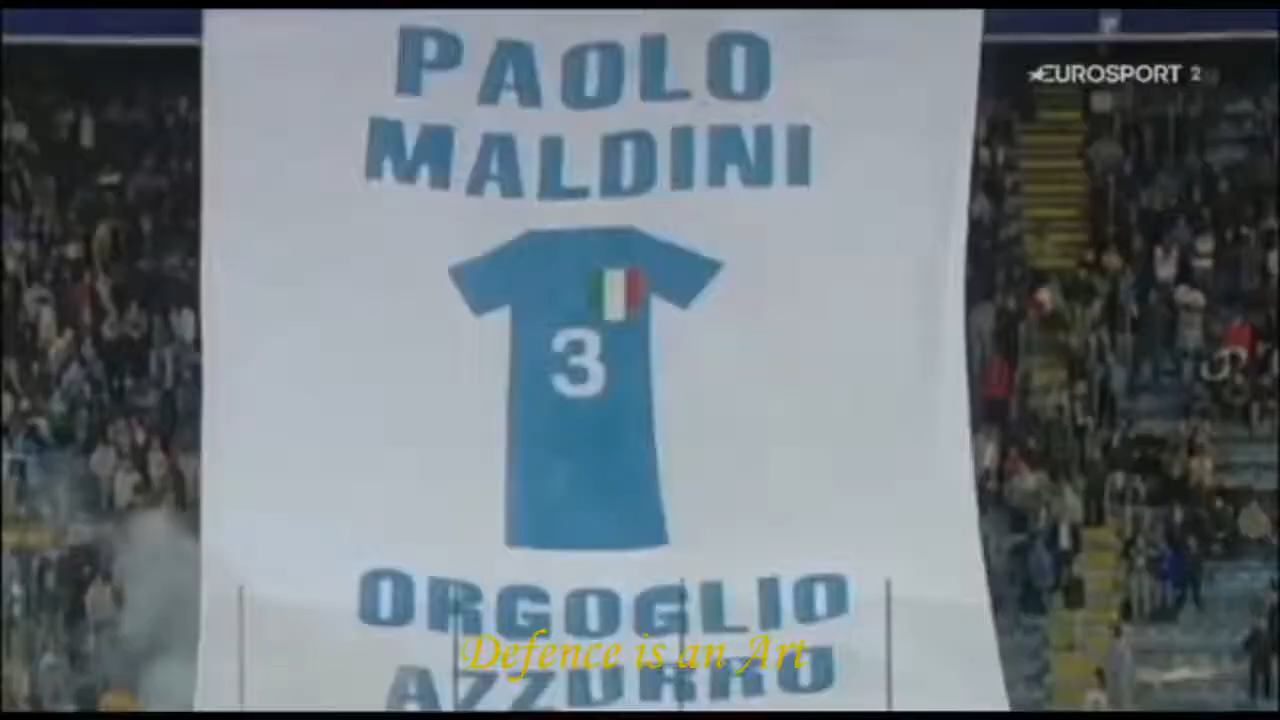 PAOLO
MALDINI
EUROSPORT 2
3
ORGOGLIO
Defence is an Art
AZZURRO